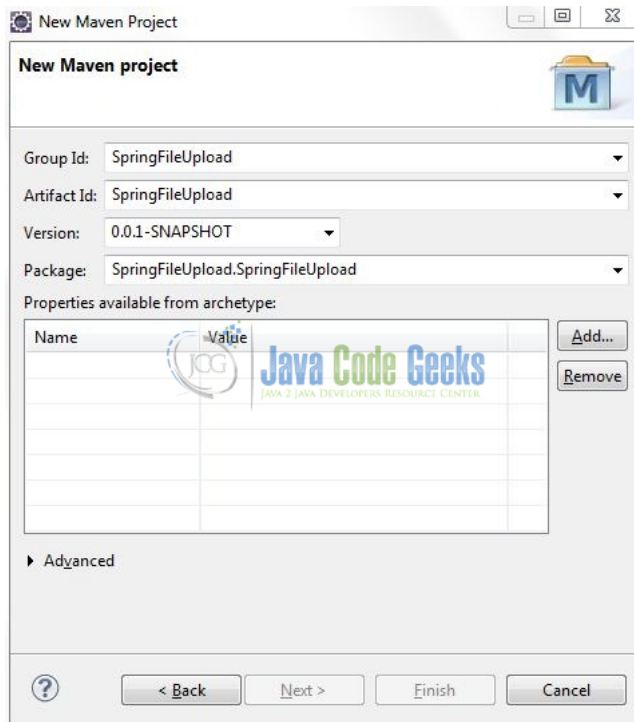 New Maven Project
New Maven project
M
Group Id: SpringFileUpload
Artifact Id: SpringFileUpload
Version: 0.0.1-SNAPSHOT
Package: SpringFileUpload.SpringFileUpload
Properties available from archetype:
Name Value Add...
JCG Java Code Geeks Remove
JAVA 2 JAVA DEVELOPERS RESOURCE CENTER
Advanced
? < Back Next > Finish Cancel